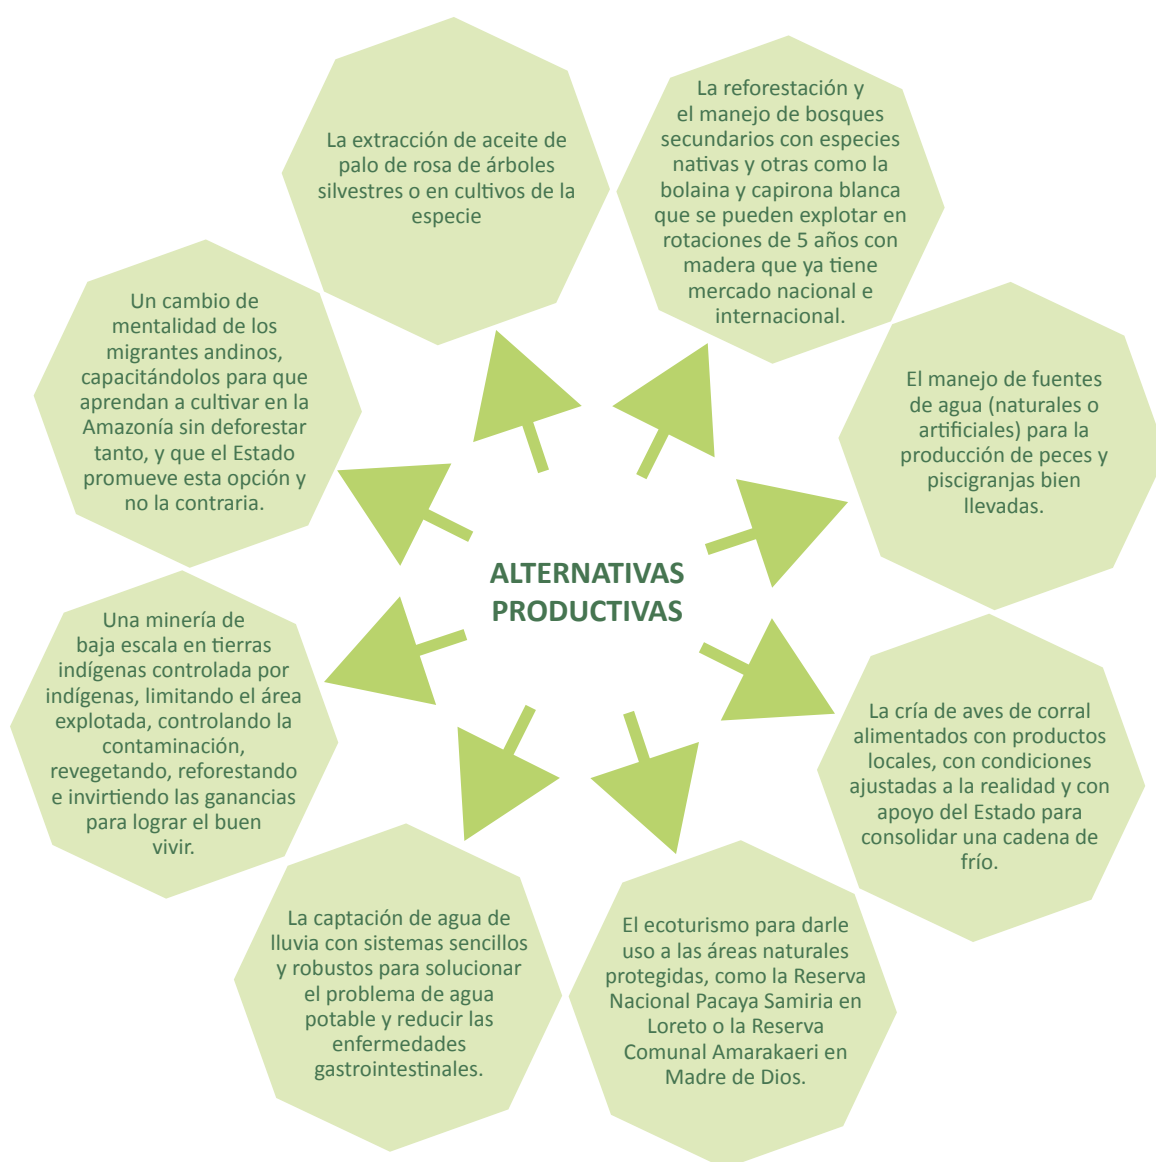 La extracción de aceite de
palo de rosa de árboles
silvestres o en cultivos de la
especie
La reforestación y
el manejo de bosques
secundarios con especies
nativas y otras como la
bolaina y capirona blanca
que se pueden explotar en
rotaciones de 5 años con
madera que ya tiene
mercado nacional e
internacional.
El manejo de fuentes
de agua (naturales o
artificiales) para la
producción de peces y
piscigranjas bien
llevadas.
La cría de aves de corral
alimentados con productos
locales, con condiciones
ajustadas a la realidad y con
apoyo del Estado para
consolidar una cadena de
frío.
El ecoturismo para darle
uso a las áreas naturales
protegidas, como la Reserva
Nacional Pacaya Samiria en
Loreto o la Reserva
Comunal Amarakaeri en
Madre de Dios.
La captación de agua de
lluvia con sistemas sencillos
y robustos para solucionar
el problema de agua
potable y reducir las
enfermedades
gastrointestinales.
Una minería de
baja escala en tierras
indígenas controlada por
indígenas, limitando el área
explotada, controlando la
contaminación,
revegetando, reforestando
e invirtiendo las ganancias
para lograr el buen
vivir.
Un cambio de
mentalidad de los
migrantes andinos,
capacitándolos para que
aprendan a cultivar en la
Amazonía sin deforestar
tanto, y que el Estado
promueve esta opción y
no la contraria.
ALTERNATIVAS
PRODUCTIVAS